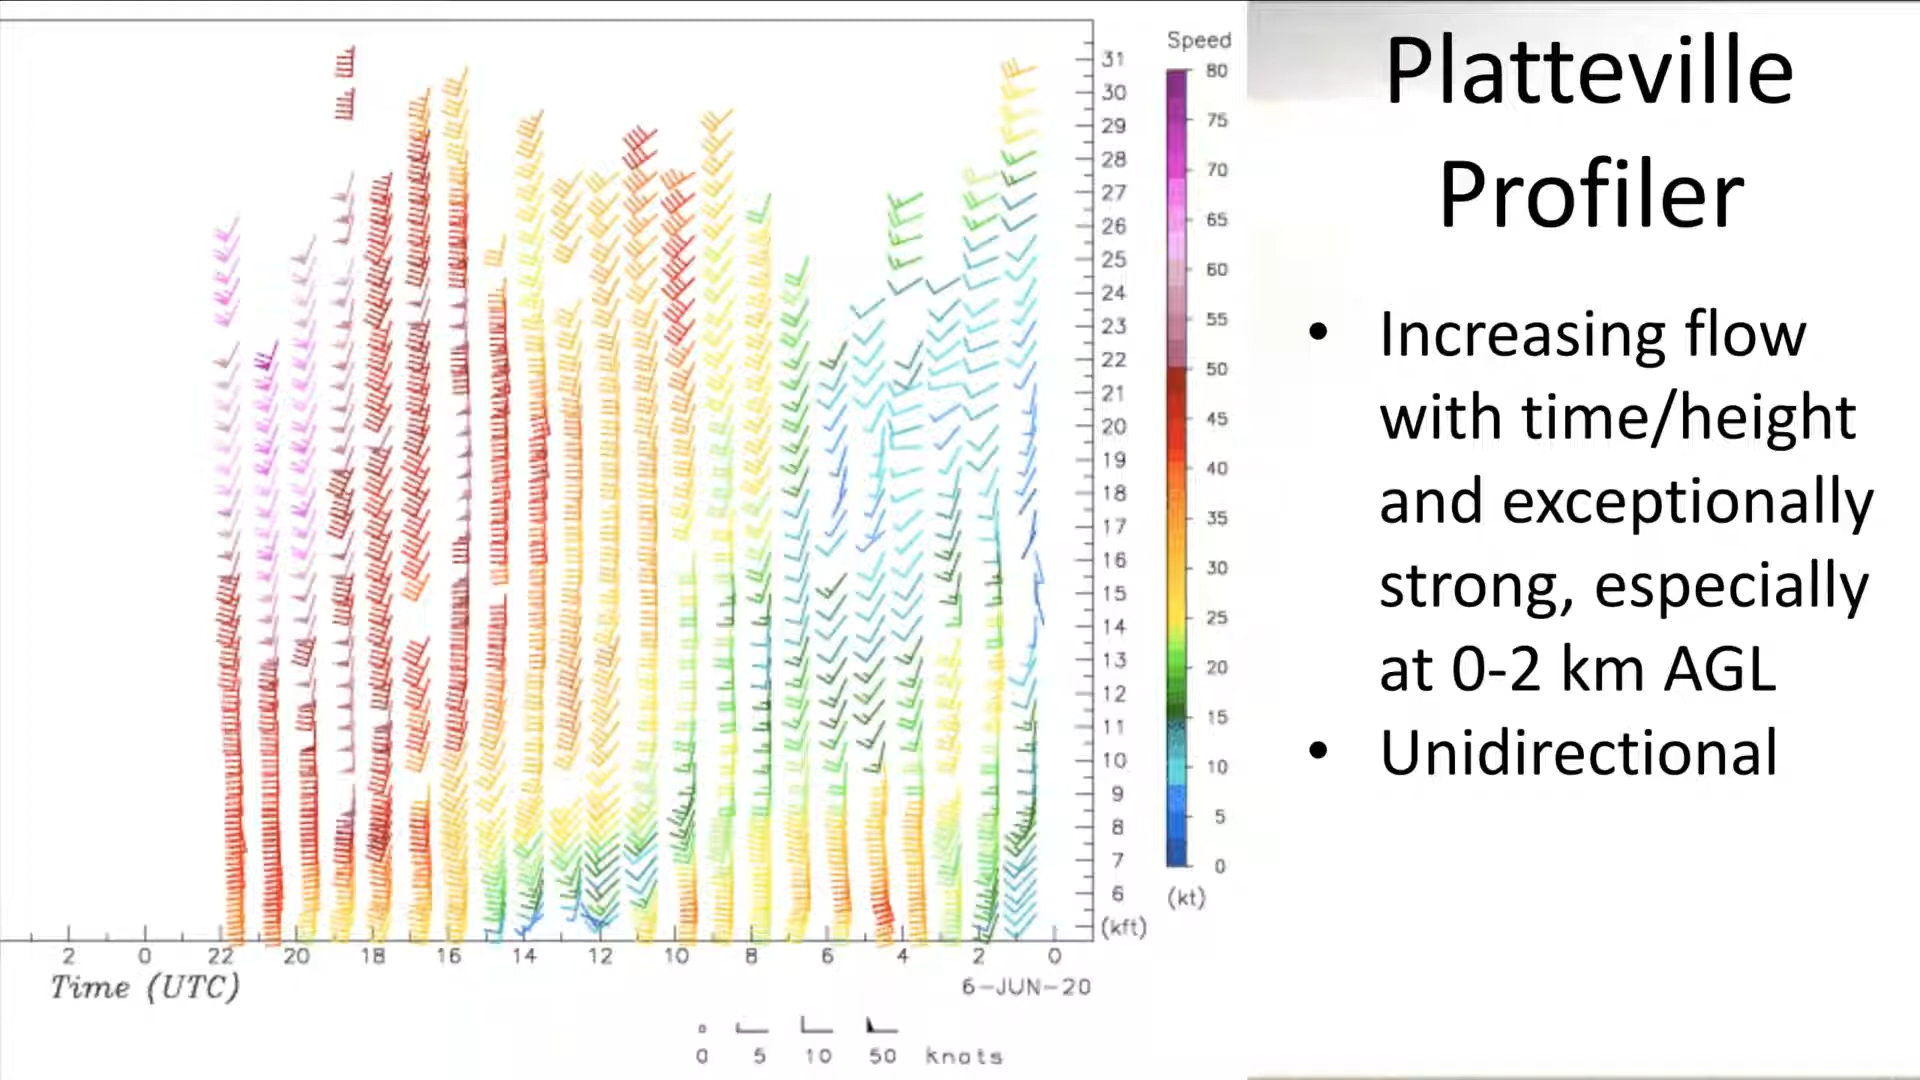 Speed
80
75
70
65
60
55
50
45
40
35
30
25
20
15
10
5
0
(kt)
31
30
29
28
27
26
25
24
23
22
21
20
19
18
17
16
15
14
13
12
11
10
9
8
7
6
(kft)
2 0 22 20 18 16 14 12 10 8 6 4 2 0
Time (UTC)
6-JUN-20
0 5 10 50 knots
Platteville
Profiler
• Increasing flow
with time/height
and exceptionally
strong, especially
at 0-2 km AGL
• Unidirectional